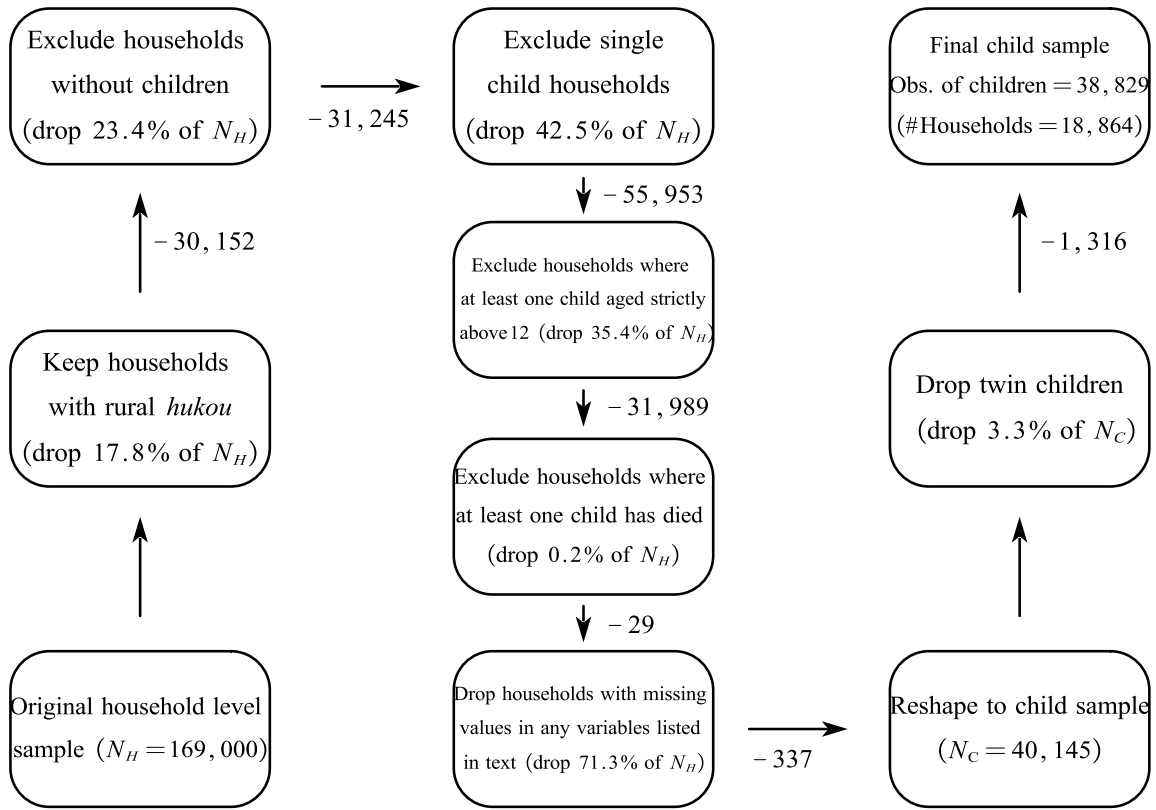 Original household level
sample (N_H = 169,000)
Keep households
with rural hukou
(drop 17.8% of N_H)
– 30,152
Exclude households
without children
(drop 23.4% of N_H)
– 31,245
Exclude single
child households
(drop 42.5% of N_H)
– 55,953
Exclude households where
at least one child aged strictly
above 12 (drop 35.4% of N_H)
– 31,989
Exclude households where
at least one child has died
(drop 0.2% of N_H)
– 29
Drop households with missing
values in any variables listed
in text (drop 71.3% of N_H)
– 337
Reshape to child sample
(N_C = 40,145)
Drop twin children
(drop 3.3% of N_C)
– 1,316
Final child sample
Obs. of children = 38,829
(#Households = 18,864)